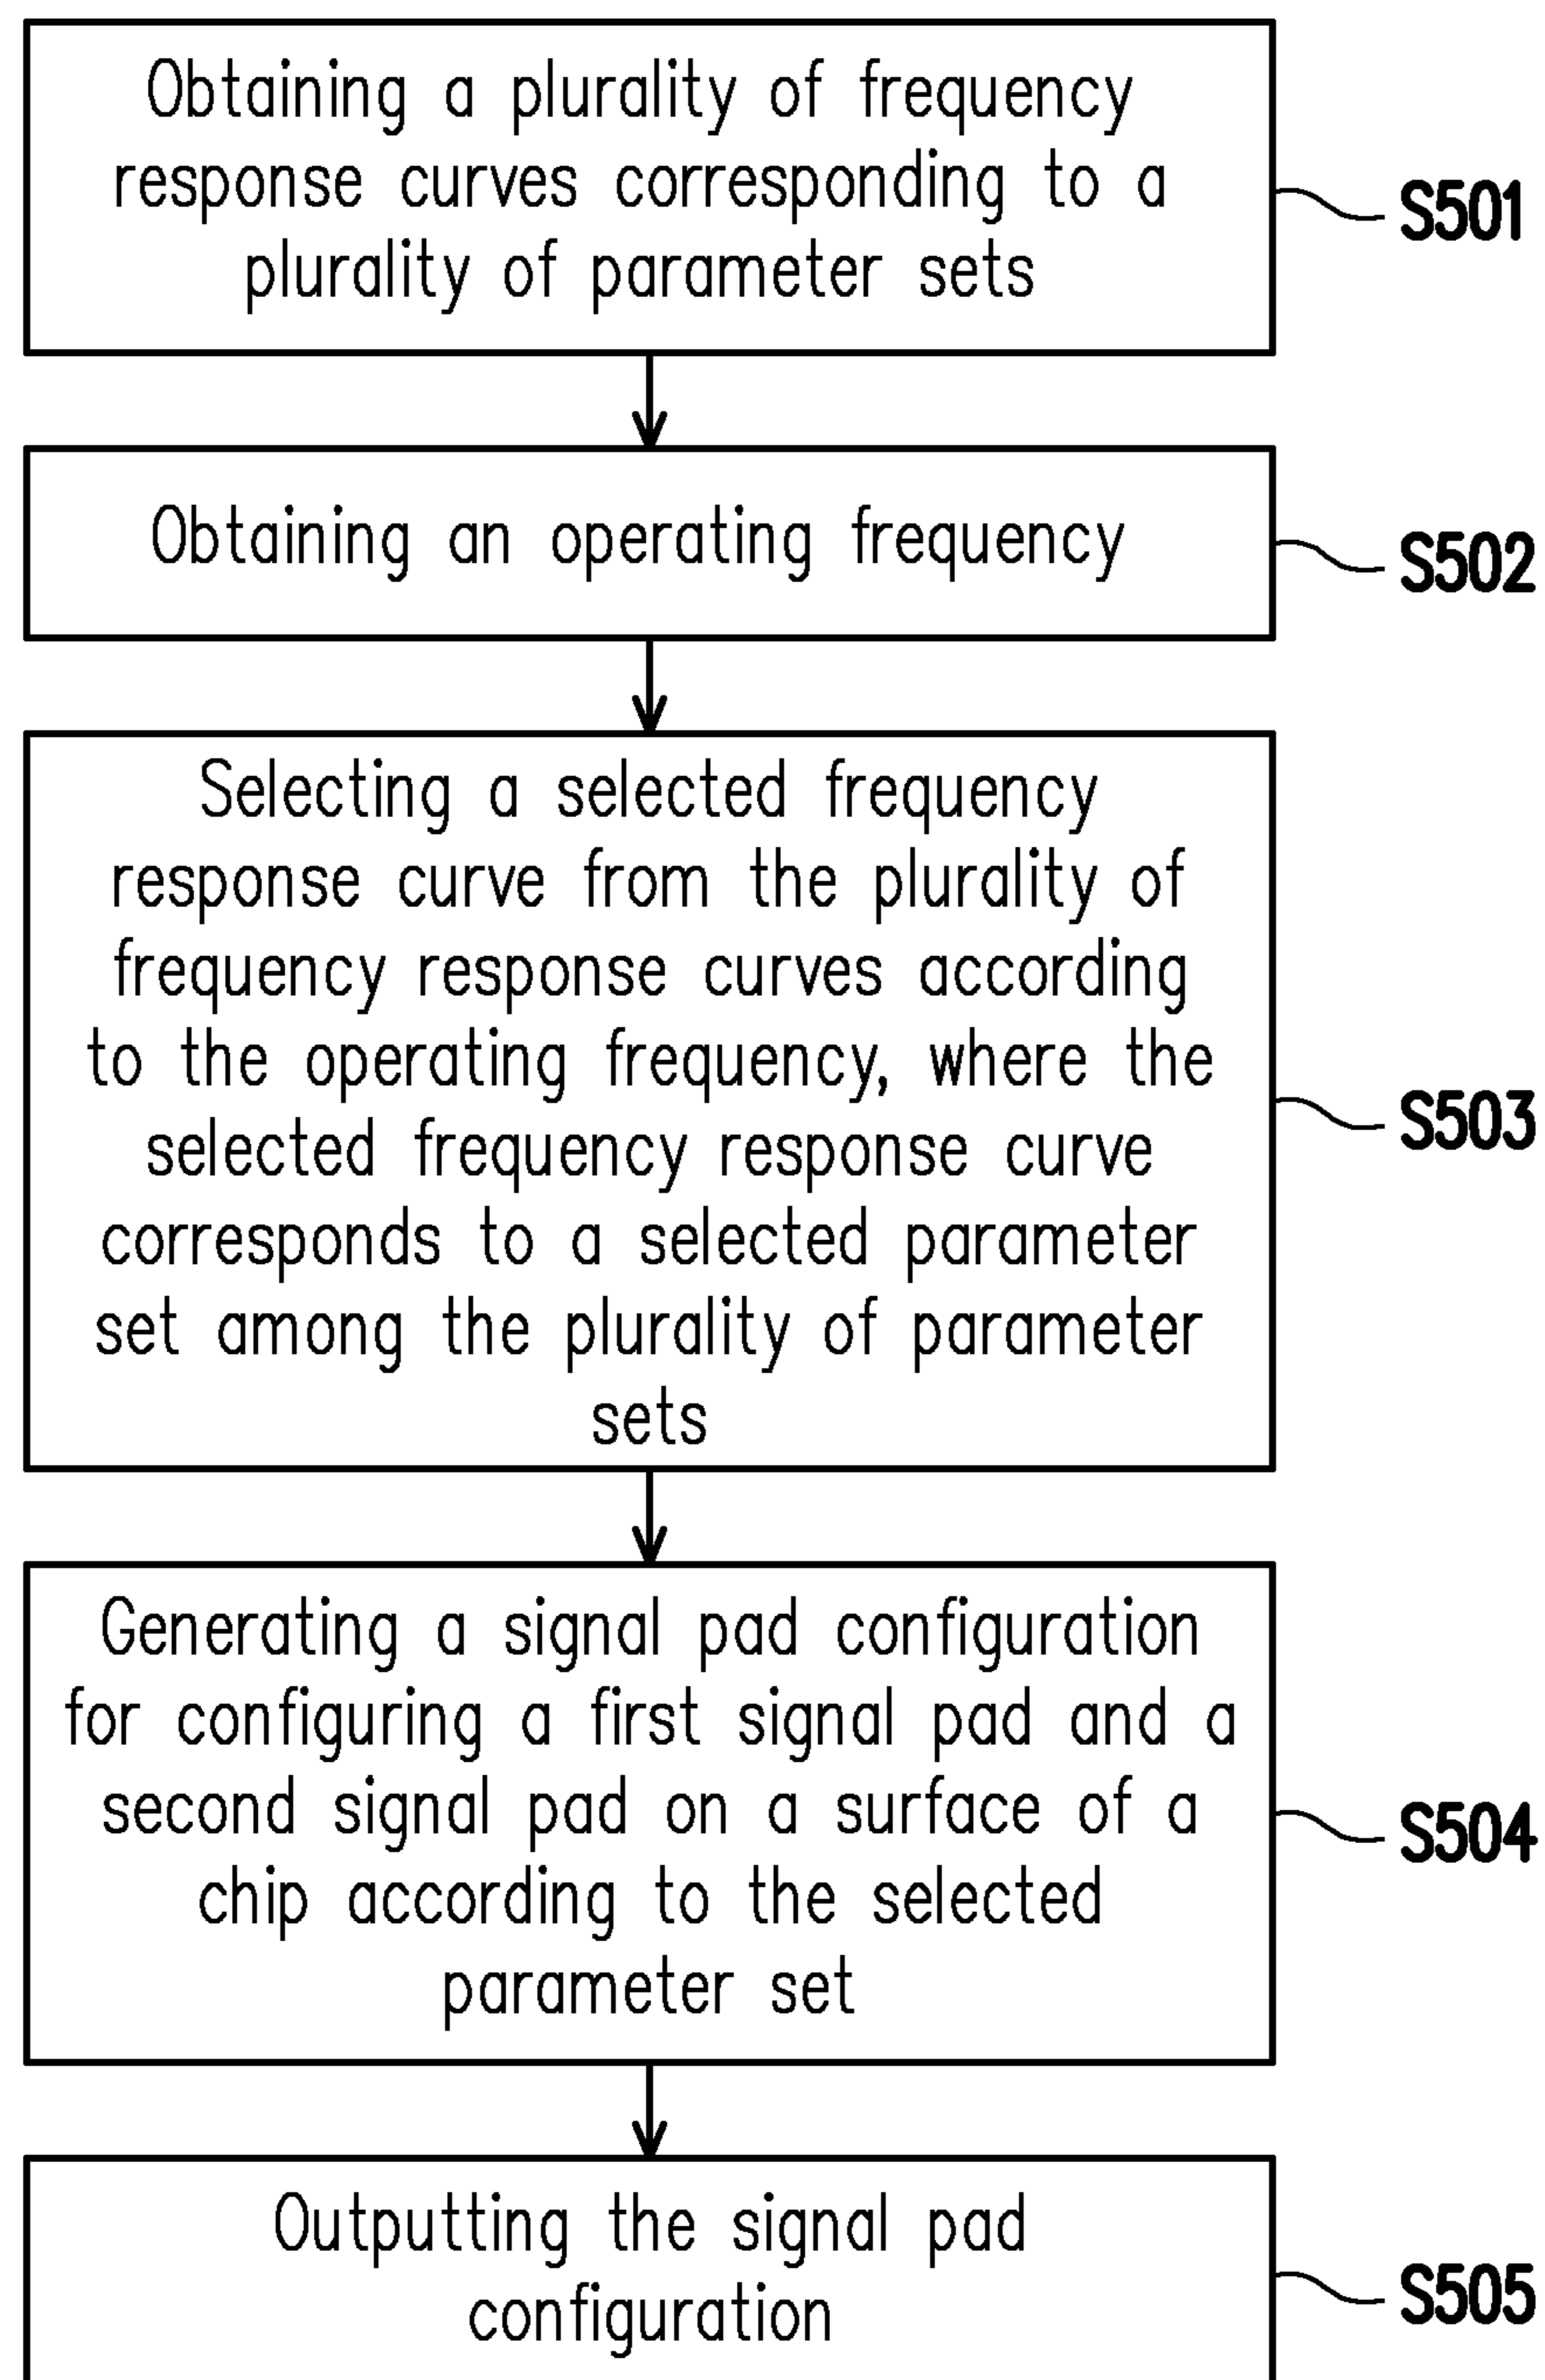 Obtaining a plurality of frequency
response curves corresponding to a
plurality of parameter sets
S501
Obtaining an operating frequency
S502
Selecting a selected frequency
response curve from the plurality of
frequency response curves according
to the operating frequency, where the
selected frequency response curve
corresponds to a selected parameter
set among the plurality of parameter
sets
S503
Generating a signal pad configuration
for configuring a first signal pad and a
second signal pad on a surface of a
chip according to the selected
parameter set
S504
Outputting the signal pad
configuration
S505